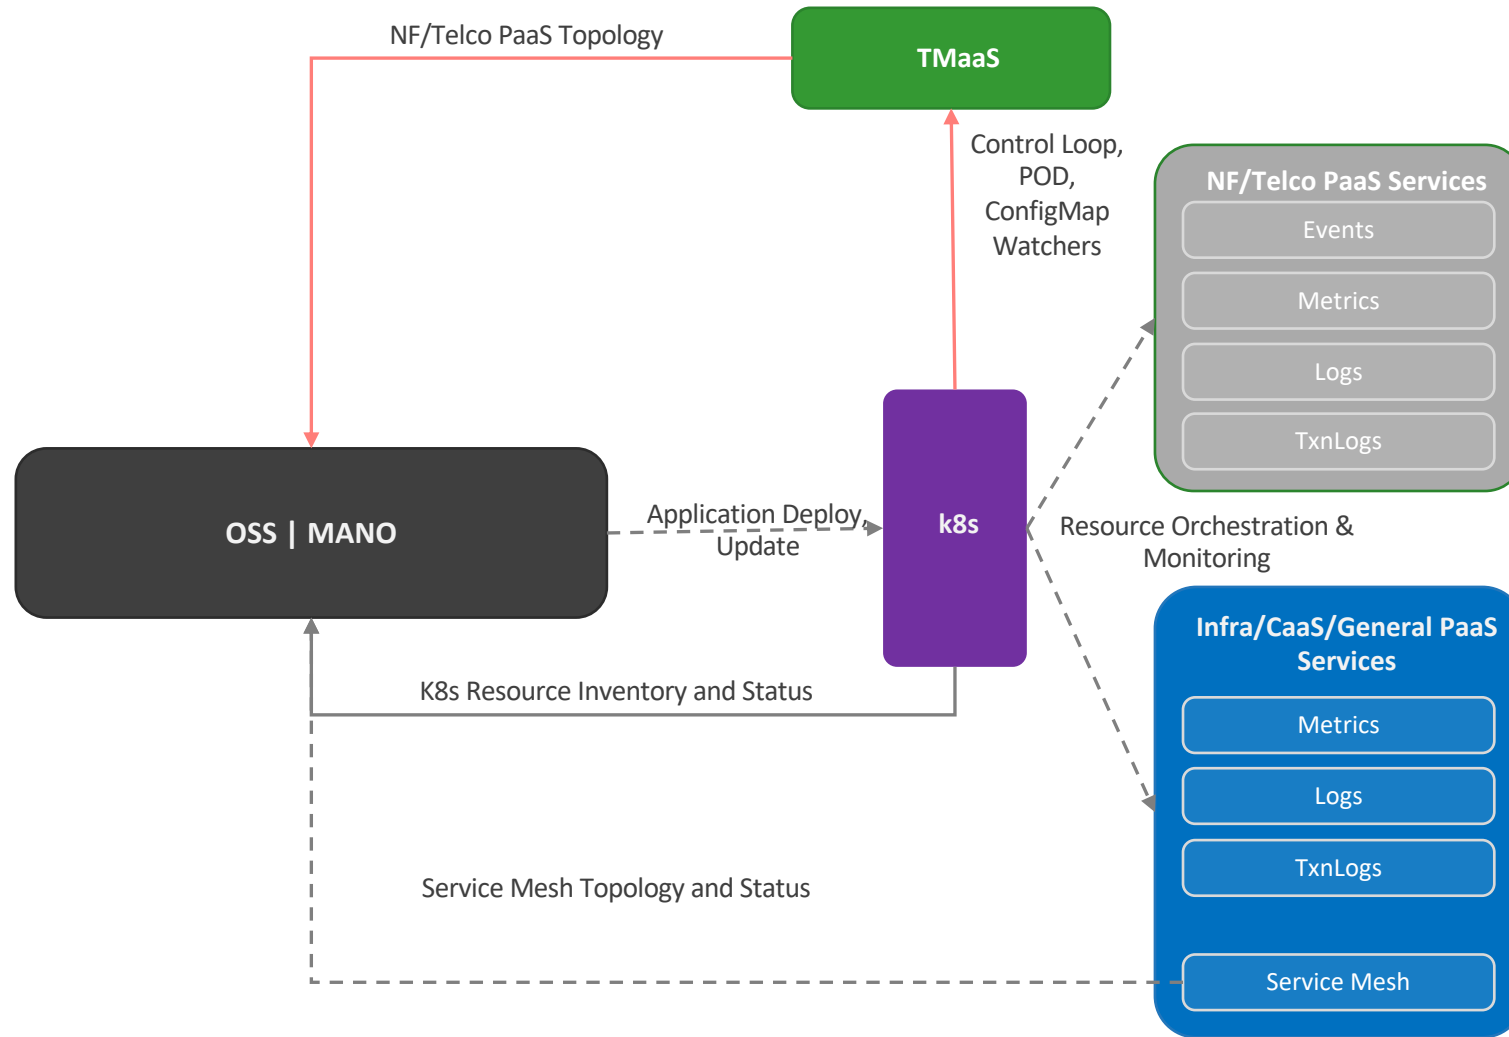 NF/Telco PaaS Topology
TMaaS
Control Loop,
POD,
ConfigMap
Watchers
NF/Telco PaaS Services
Events
Metrics
Logs
TxnLogs
OSS | MANO
Application Deploy,
Update
k8s
Resource Orchestration &
Monitoring
Infra/CaaS/General PaaS
Services
Metrics
Logs
TxnLogs
Service Mesh
K8s Resource Inventory and Status
Service Mesh Topology and Status